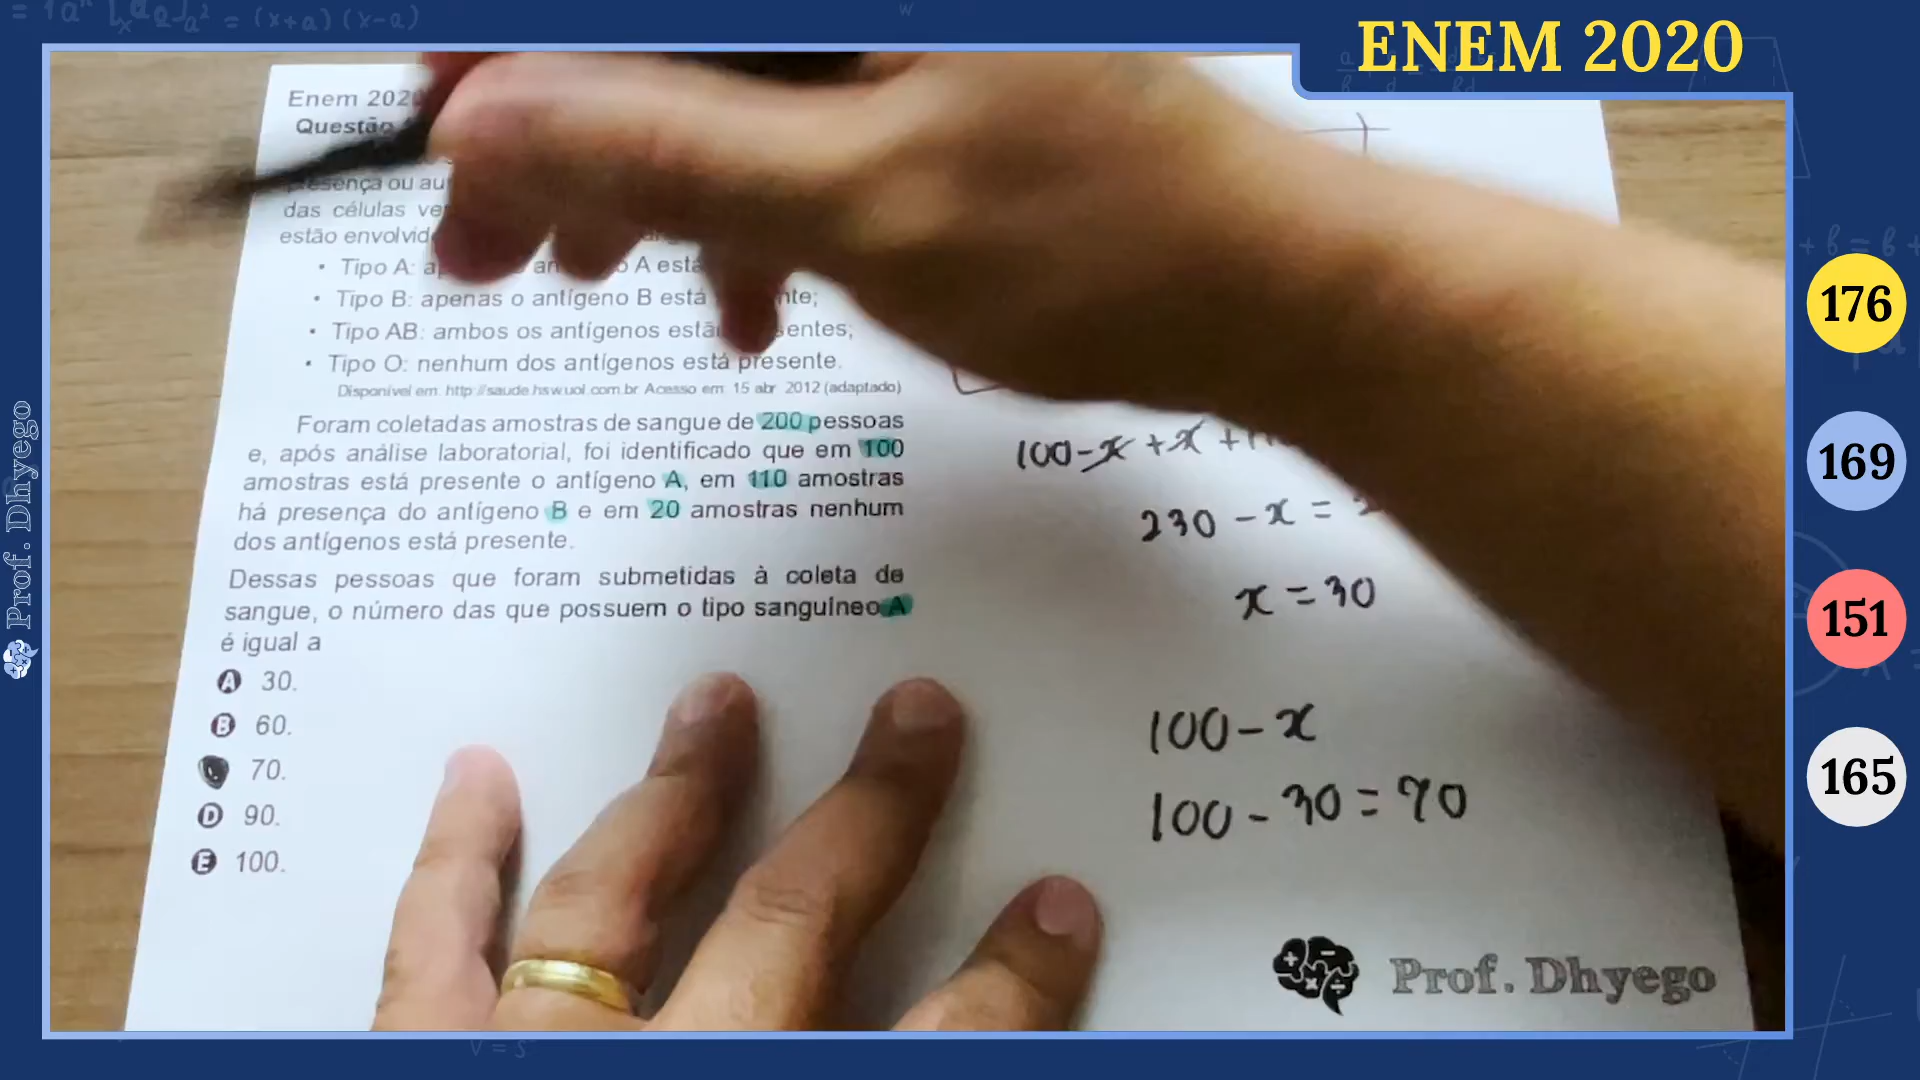 ENEM 2020
Enem 202
Questão
presença ou au
das células ve
estão envolvid
• Tipo A: an A está
• Tipo B: apenas o antígeno B está nte;
• Tipo AB: ambos os antígenos estã sentes;
• Tipo O: nenhum dos antígenos está presente.
Disponível em: http://saude.hsw.uol.com.br Acesso em: 15 abr. 2012 (adaptado)
Foram coletadas amostras de sangue de 200 pessoas
e, após análise laboratorial, foi identificado que em 100
amostras está presente o antígeno A, em 110 amostras
há presença do antígeno B e em 20 amostras nenhum
dos antígenos está presente.
Dessas pessoas que foram submetidas à coleta de
sangue, o número das que possuem o tipo sanguíneo A
é igual a
A 30.
B 60.
70.
D 90.
E 100.
100-x +x +
230 - x =
x = 30
100 - x
100 - 30 = 70
Prof. Dhyego
176
169
151
165
Prof. Dhyego
= (x+a) (x-a)